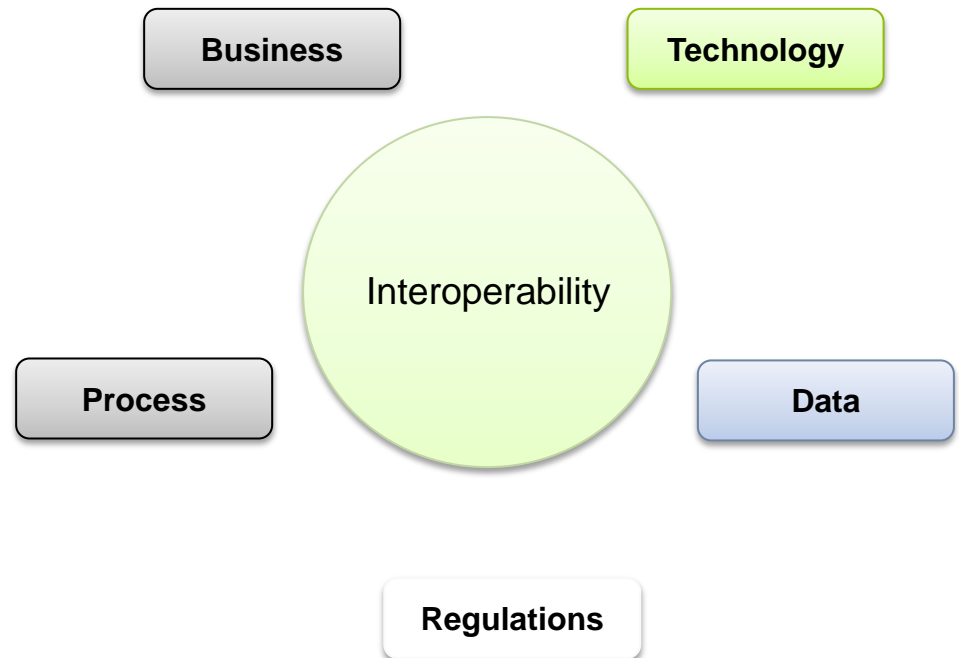 Business
Technology
Interoperability
Process
Data
Regulations